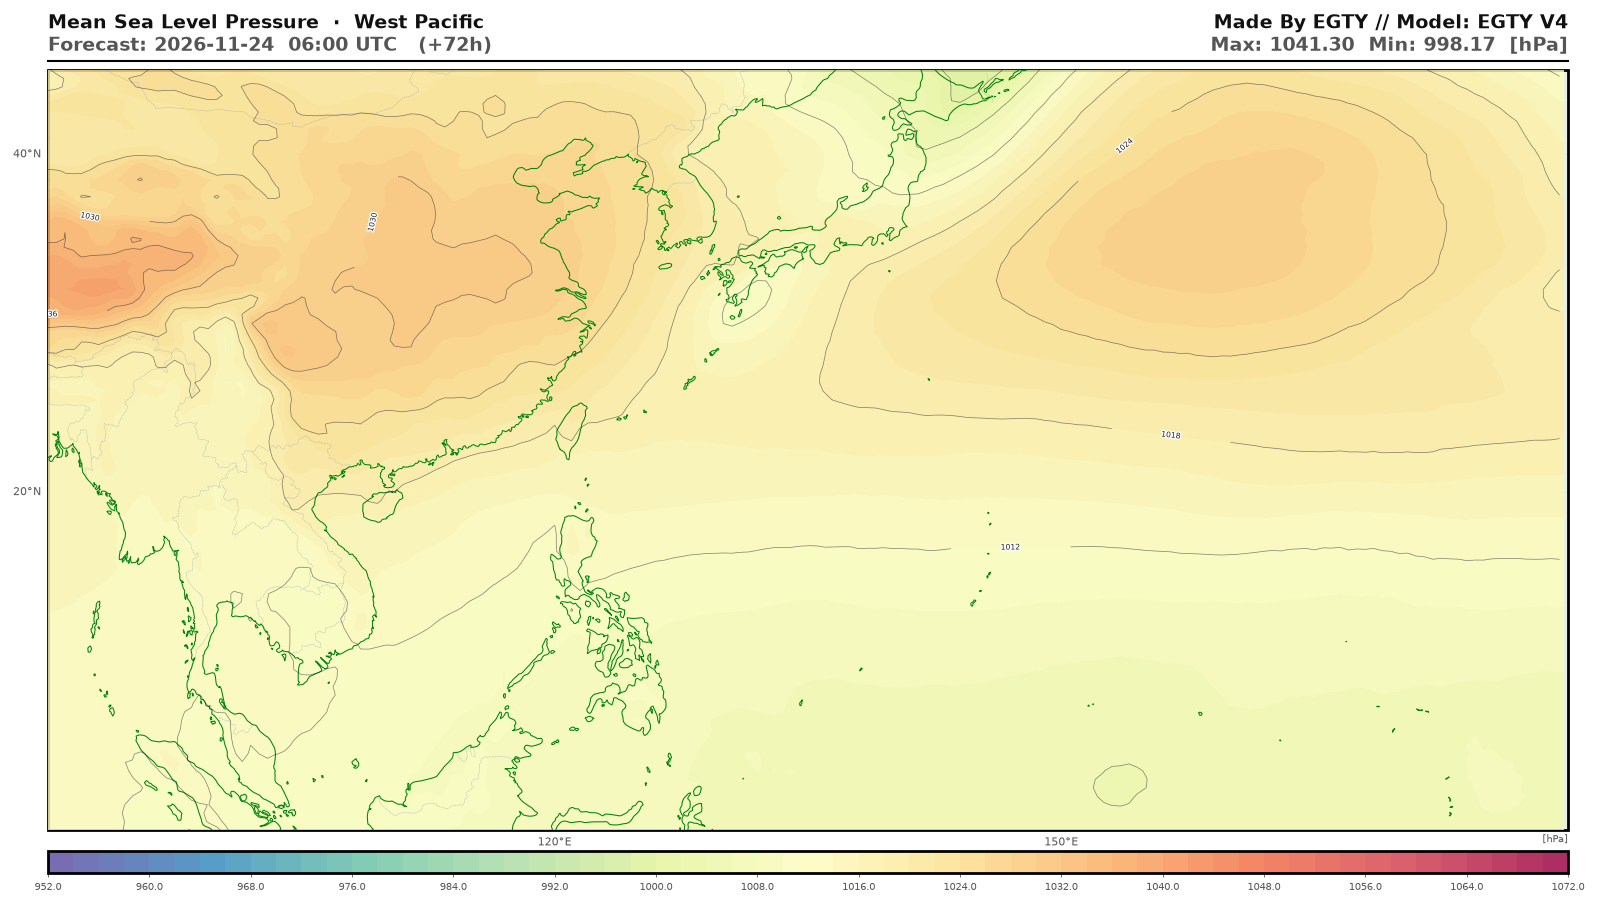 Mean Sea Level Pressure · West Pacific
Made By EGTY // Model: EGTY V4
Forecast: 2026-11-24 06:00 UTC (+72h)
Max: 1041.30 Min: 998.17 [hPa]
1024
40°N
1030
1030
36
1018
20°N
1012
120°E
150°E
[hPa]
952.0
960.0
968.0
976.0
984.0
992.0
1000.0
1008.0
1016.0
1024.0
1032.0
1040.0
1048.0
1056.0
1064.0
1072.0